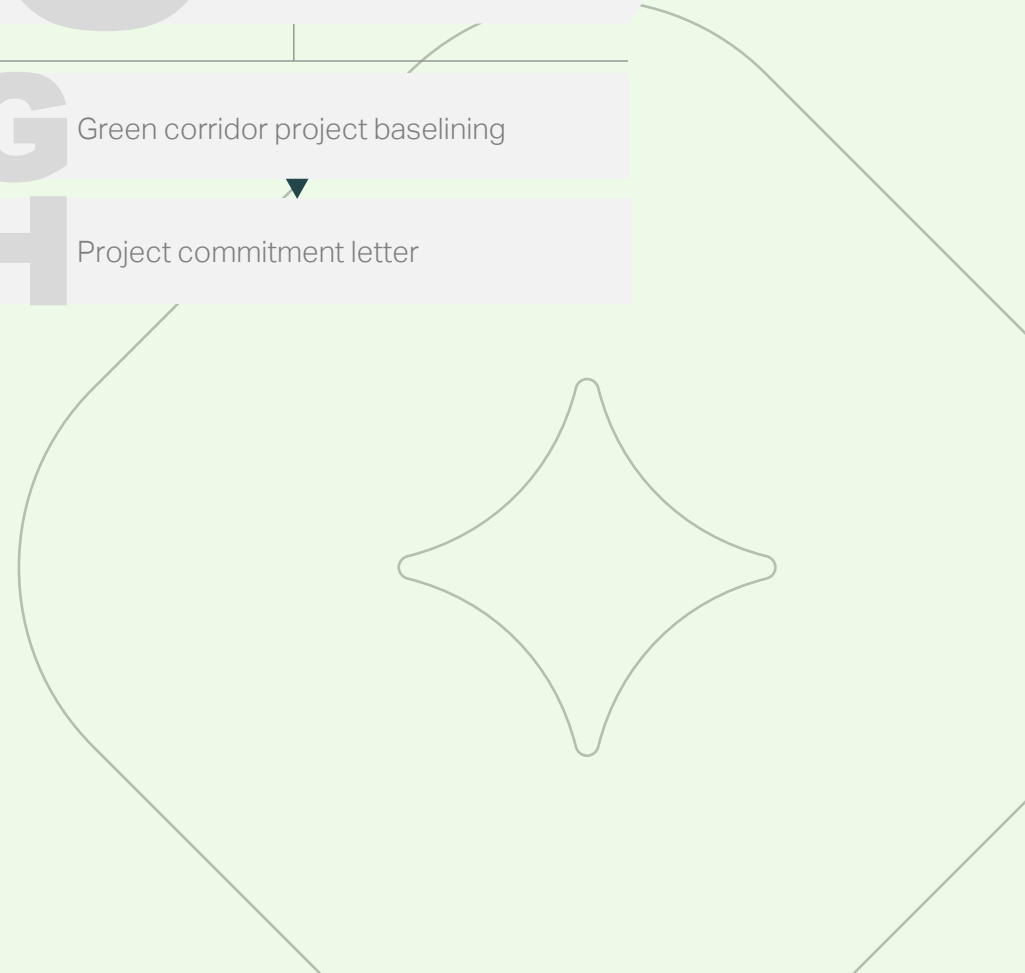 G
Green corridor project baselining
H
Project commitment letter